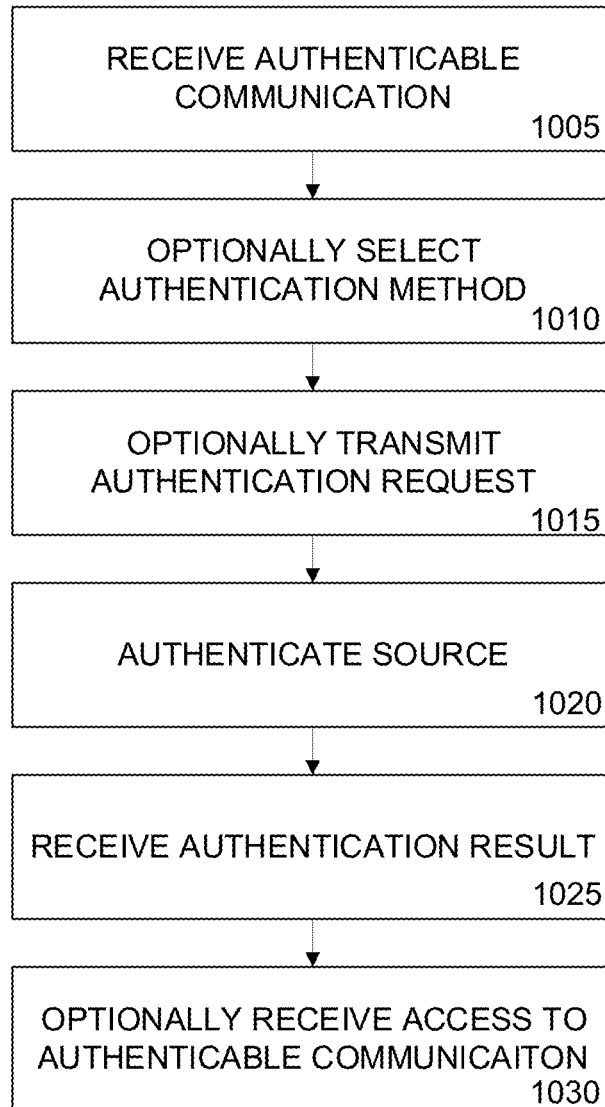 RECEIVE AUTHENTICABLE
COMMUNICATION
1005
OPTIONALLY SELECT
AUTHENTICATION METHOD
1010
OPTIONALLY TRANSMIT
AUTHENTICATION REQUEST
1015
AUTHENTICATE SOURCE
1020
RECEIVE AUTHENTICATION RESULT
1025
OPTIONALLY RECEIVE ACCESS TO
AUTHENTICABLE COMMUNICAITON
1030